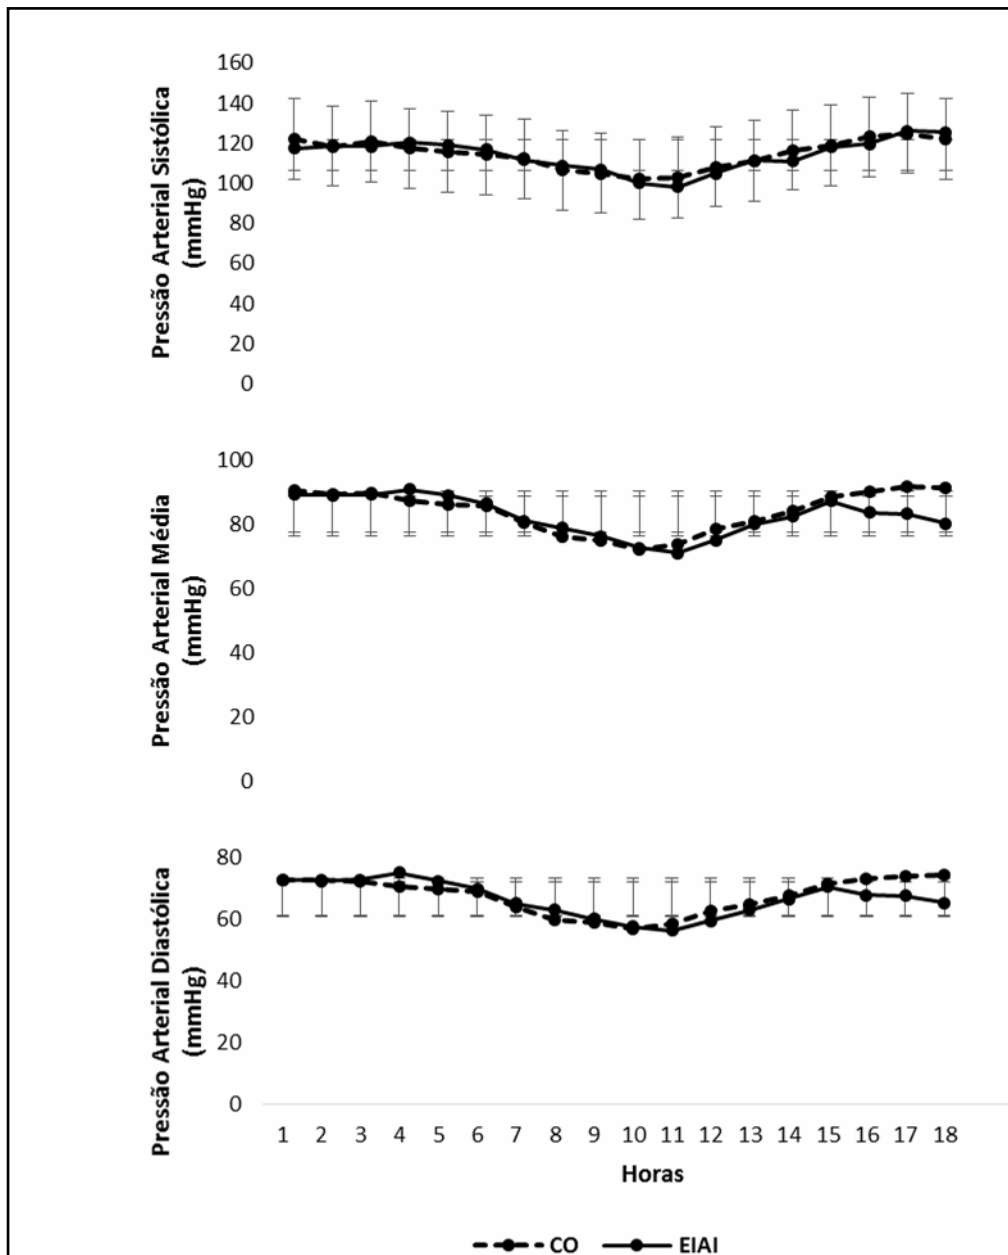 Pressão Arterial Sistólica
(mmHg)
160
140
120
100
80
60
40
20
0
Pressão Arterial Média
(mmHg)
100
80
60
40
20
0
Pressão Arterial Diastólica
(mmHg)
80
60
40
20
0
1 2 3 4 5 6 7 8 9 10 11 12 13 14 15 16 17 18
Horas
CO EIAI